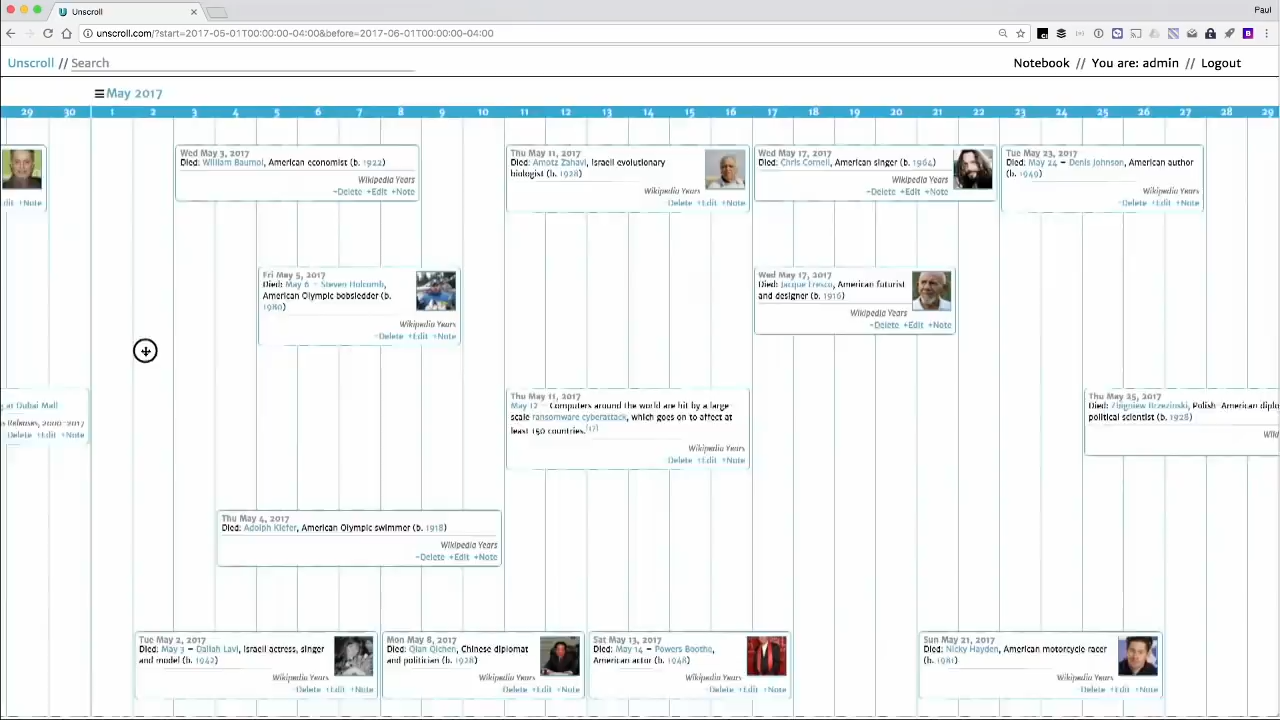 Unscroll
Paul
unscroll.com/?start=2017-05-01T00:00:00-04:00&before=2017-06-01T00:00:00-04:00
Unscroll // Search
Notebook // You are: admin // Logout
May 2017
29 30 1 2 3 4 5 6 7 8 9 10 11 12 13 14 15 16 17 18 19 20 21 22 23 24 25 26 27 28 29
dit +Note
Wed May 3, 2017
Died: William Baumol, American economist (b. 1922)
Wikipedia Years
-Delete +Edit +Note
Thu May 11, 2017
Died: Amotz Zahavi, Israeli evolutionary
biologist (b. 1928)
Wikipedia Years
Delete +Edit +Note
Wed May 17, 2017
Died: Chris Cornell, American singer (b. 1964)
Wikipedia Years
-Delete +Edit +Note
Tue May 23, 2017
Died: May 24 – Denis Johnson, American author
(b. 1949)
Wikipedia Years
-Delete +Edit +Note
Fri May 5, 2017
Died: May 6 – Steven Holcomb,
American Olympic bobsledder (b.
1980)
Wikipedia Years
-Delete +Edit +Note
Wed May 17, 2017
Died: Jacque Fresco, American futurist
and designer (b. 1916)
Wikipedia Years
-Delete +Edit +Note
g at Dubai Mall
s Releases, 2000-2017
Delete +Edit +Note
Thu May 11, 2017
May 12 – Computers around the world are hit by a large-
scale ransomware cyberattack, which goes on to affect at
least 150 countries.[17]
Wikipedia Years
Delete +Edit +Note
Thu May 25, 2017
Died: Zbigniew Brzezinski, Polish-American diplo
political scientist (b. 1928)
Wik
Thu May 4, 2017
Died: Adolph Kiefer, American Olympic swimmer (b. 1918)
Wikipedia Years
-Delete +Edit +Note
Tue May 2, 2017
Died: May 3 – Daliah Lavi, Israeli actress, singer
and model (b. 1942)
Wikipedia Years
-Delete +Edit +Note
Mon May 8, 2017
Died: Qian Qichen, Chinese diplomat
and politician (b. 1928)
Wikipedia Years
Delete +Edit +Note
Sat May 13, 2017
Died: May 14 – Powers Boothe,
American actor (b. 1948)
Wikipedia Years
-Delete +Edit +Note
Sun May 21, 2017
Died: Nicky Hayden, American motorcycle racer
(b. 1981)
Wikipedia Years
-Delete +Edit +Note